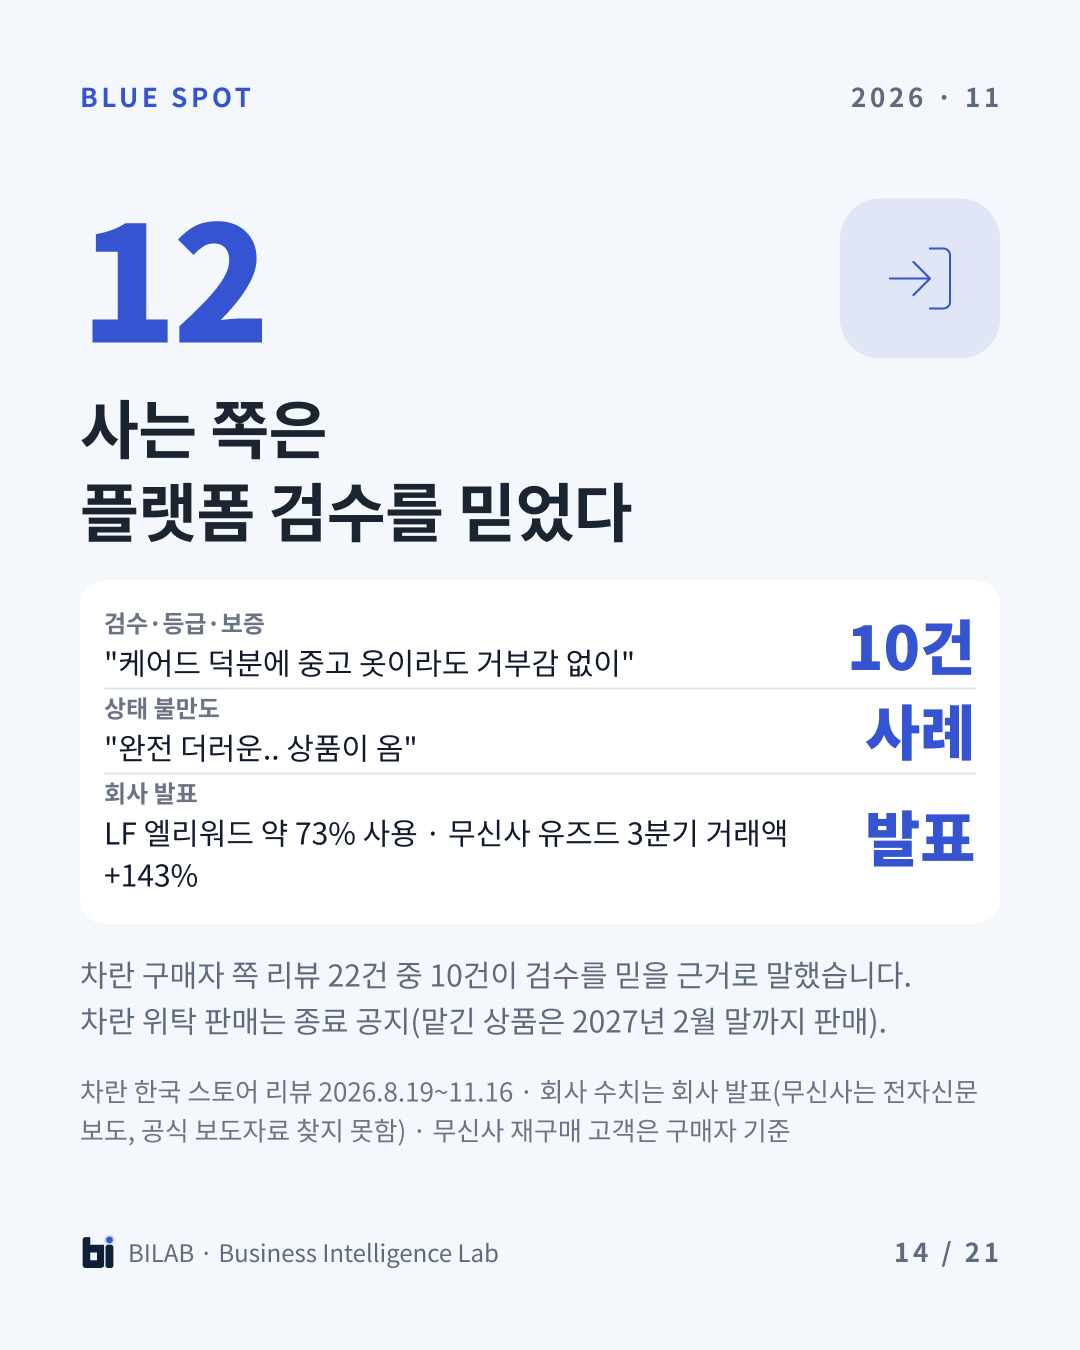 BLUE SPOT
2026 · 11
12
사는 쪽은
플랫폼 검수를 믿었다
검수·등급·보증
"케어드 덕분에 중고 옷이라도 거부감 없이"
10건
상태 불만도
"완전 더러운.. 상품이 옴"
사례
회사 발표
LF 엘리워드 약 73% 사용 · 무신사 유즈드 3분기 거래액
+143%
발표
차란 구매자 쪽 리뷰 22건 중 10건이 검수를 믿을 근거로 말했습니다.
차란 위탁 판매는 종료 공지(맡긴 상품은 2027년 2월 말까지 판매).
차란 한국 스토어 리뷰 2026.8.19~11.16 · 회사 수치는 회사 발표(무신사는 전자신문
보도, 공식 보도자료 찾지 못함) · 무신사 재구매 고객은 구매자 기준
bi BILAB · Business Intelligence Lab
14 / 21